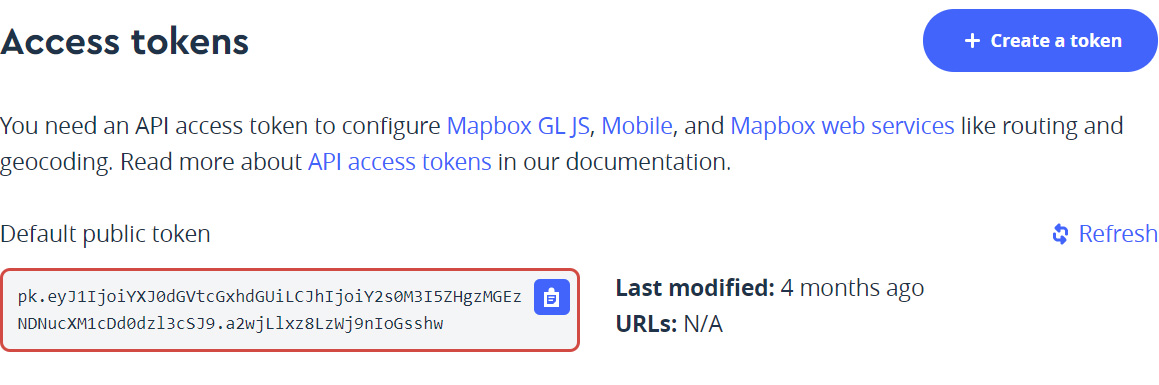 Access tokens
+ Create a token
You need an API access token to configure Mapbox GL JS, Mobile, and Mapbox web services like routing and
geocoding. Read more about API access tokens in our documentation.
Default public token
Refresh
pk.eyJ1IjoiYXJ0dGVtcGxhdGUiLCJhIjoiY2s0M3I5ZHgzMGEz
NDNucXM1cDd0dzl3cSJ9.a2wjLlxz8LzWj9nIoGsshw
Last modified: 4 months ago
URLs: N/A